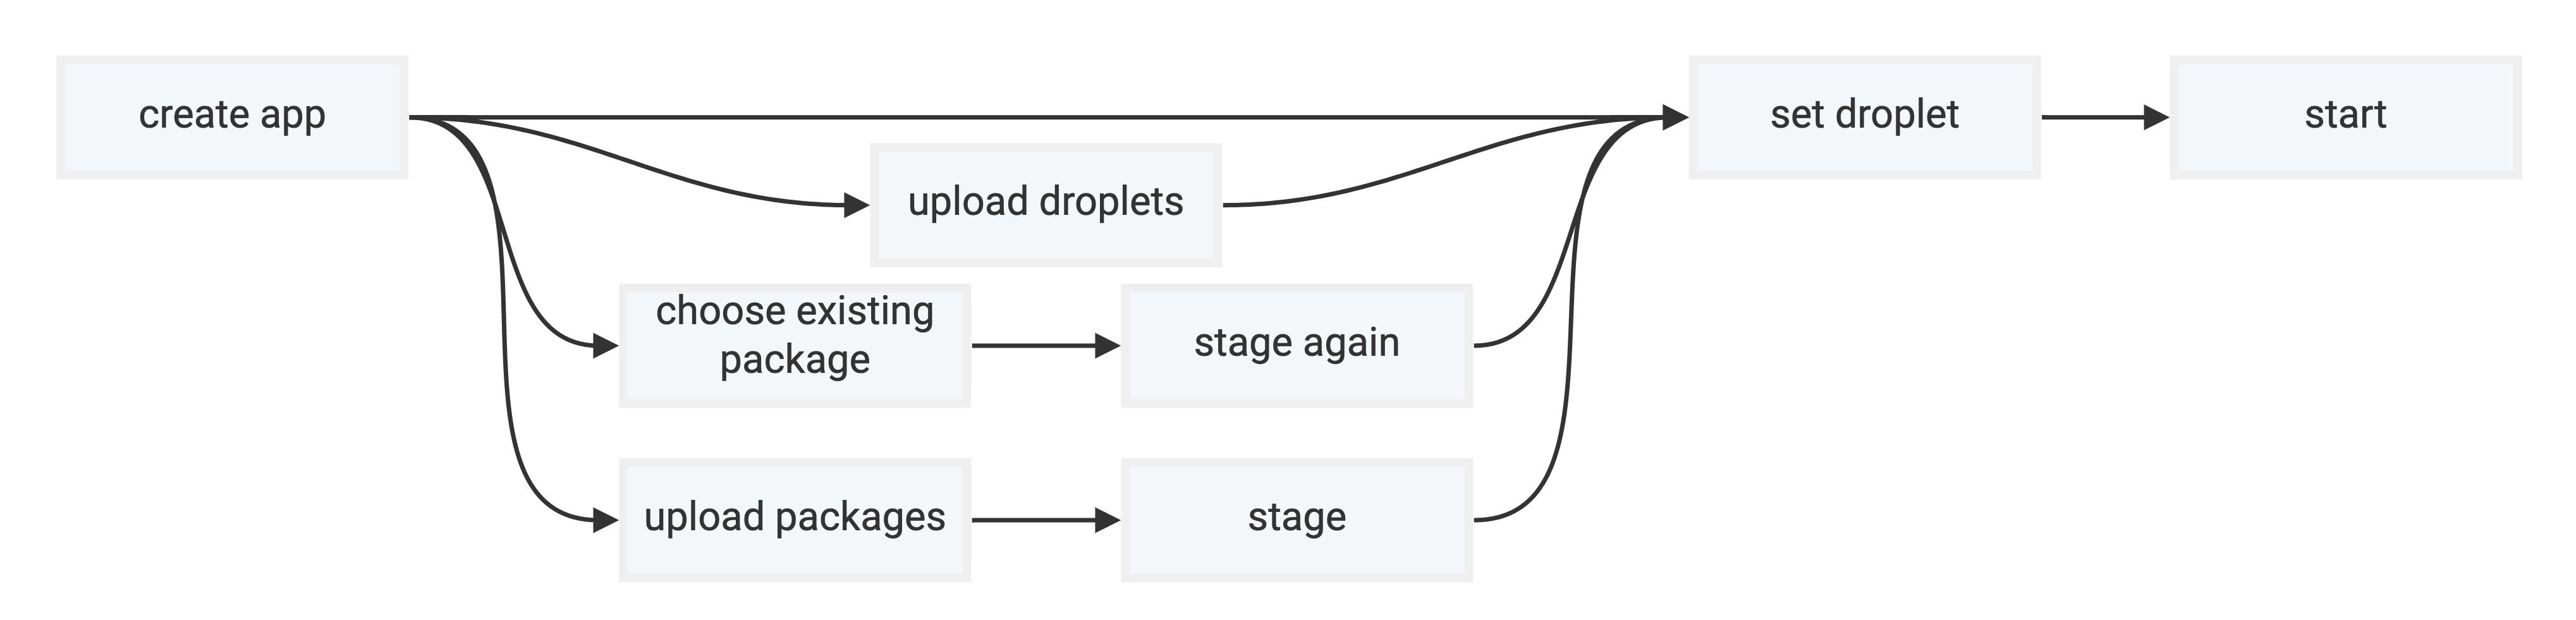 create app
set droplet
start
upload droplets
choose existing
package
stage again
upload packages
stage